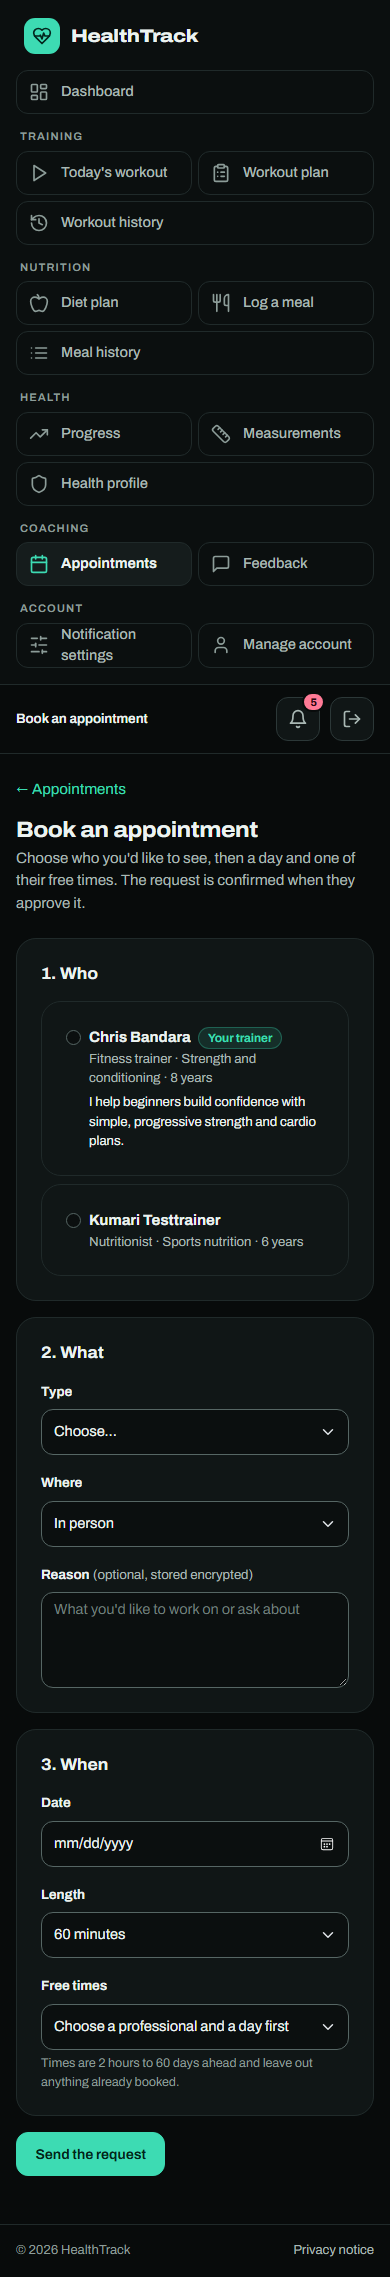 HealthTrack
Dashboard
TRAINING
Today's workout
Workout plan
Workout history
NUTRITION
Diet plan
Log a meal
Meal history
HEALTH
Progress
Measurements
Health profile
COACHING
Appointments
Feedback
ACCOUNT
Notification
settings
Manage account
Book an appointment
5
← Appointments
Book an appointment
Choose who you'd like to see, then a day and one of
their free times. The request is confirmed when they
approve it.
1. Who
Chris Bandara Your trainer
Fitness trainer · Strength and
conditioning · 8 years
I help beginners build confidence with
simple, progressive strength and cardio
plans.
Kumari Testtrainer
Nutritionist · Sports nutrition · 6 years
2. What
Type
Choose...
Where
In person
Reason (optional, stored encrypted)
What you'd like to work on or ask about
3. When
Date
mm/dd/yyyy
Length
60 minutes
Free times
Choose a professional and a day first
Times are 2 hours to 60 days ahead and leave out
anything already booked.
Send the request
© 2026 HealthTrack
Privacy notice